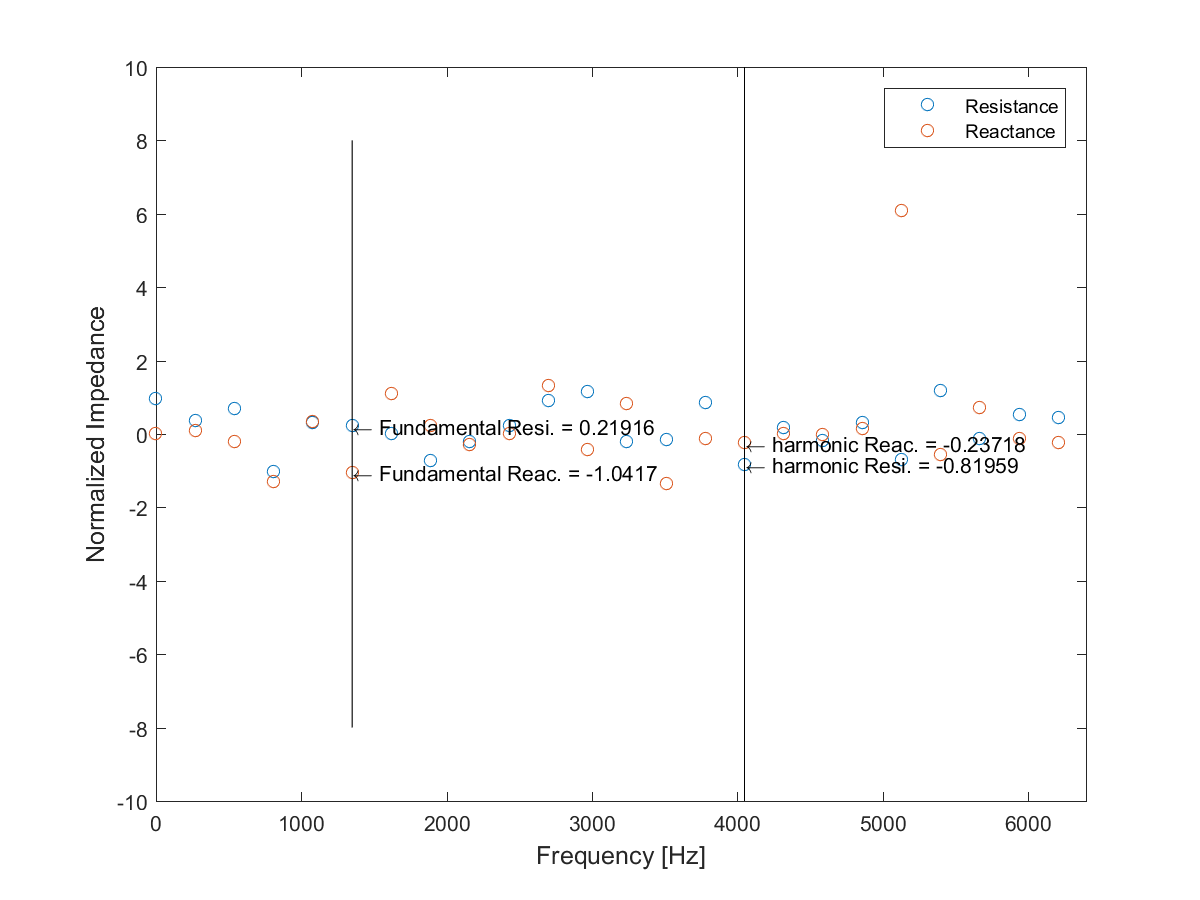 10
8
6
4
2
0
-2
-4
-6
-8
-10
Normalized Impedance
Resistance
Reactance
Fundamental Resi. = 0.21916
harmonic Reac. = -0.23718
harmonic Resi. = -0.81959
Fundamental Reac. = -1.0417
0 1000 2000 3000 4000 5000 6000
Frequency [Hz]